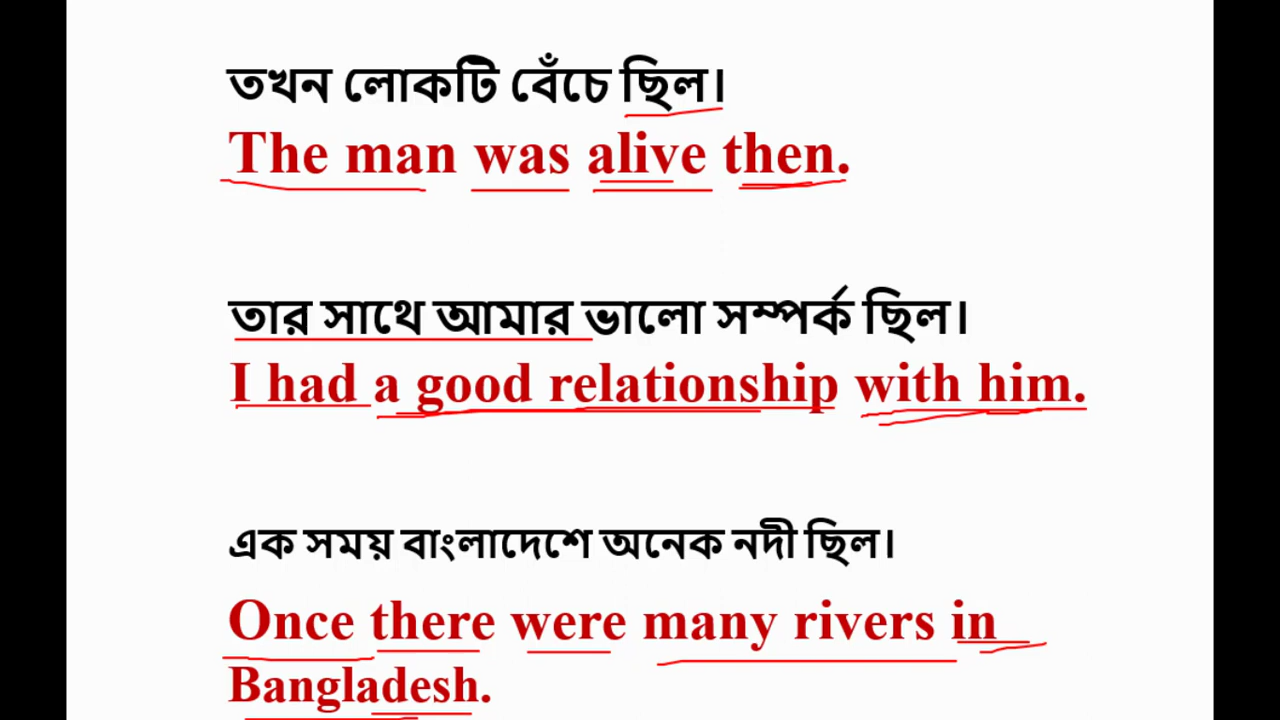 তখন লোকটি বেঁচে ছিল।
The man was alive then.
তার সাথে আমার ভালো সম্পর্ক ছিল।
I had a good relationship with him.
এক সময় বাংলাদেশে অনেক নদী ছিল।
Once there were many rivers in
Bangladesh.